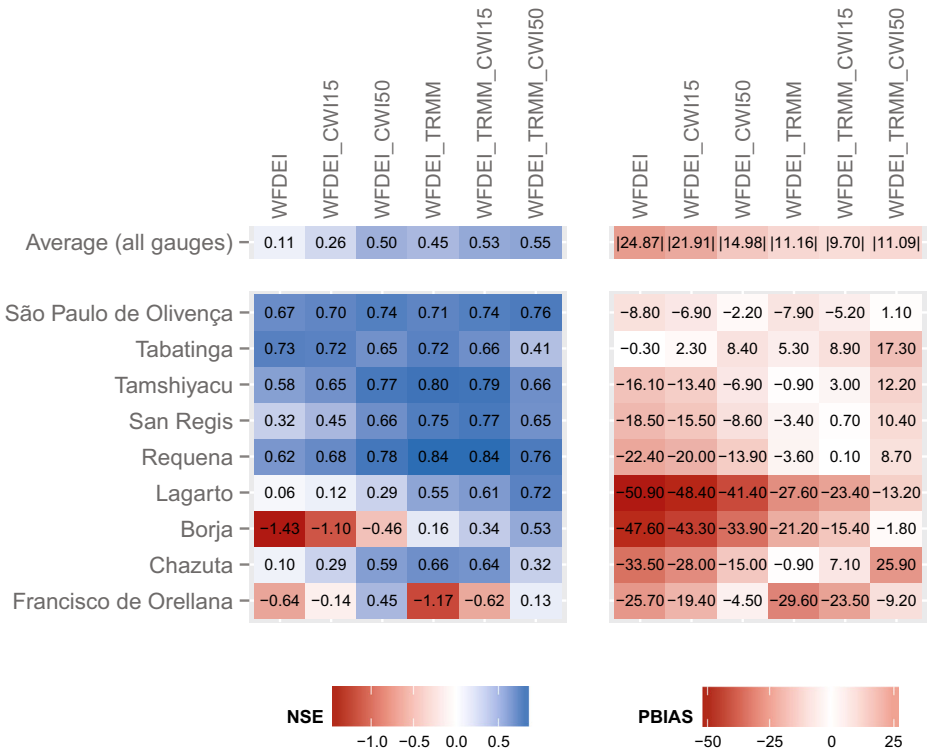 WFDEI WFDEI_CWI15 WFDEI_CWI50 WFDEI_TRMM WFDEI_TRMM_CWI15 WFDEI_TRMM_CWI50 WFDEI WFDEI_CWI15 WFDEI_CWI50 WFDEI_TRMM WFDEI_TRMM_CWI15 WFDEI_TRMM_CWI50
Average (all gauges) 0.11 0.26 0.50 0.45 0.53 0.55 |24.87| |21.91| |14.98| |11.16| |9.70| |11.09|
São Paulo de Olivença 0.67 0.70 0.74 0.71 0.74 0.76 −8.80 −6.90 −2.20 −7.90 −5.20 1.10
Tabatinga 0.73 0.72 0.65 0.72 0.66 0.41 −0.30 2.30 8.40 5.30 8.90 17.30
Tamshiyacu 0.58 0.65 0.77 0.80 0.79 0.66 −16.10 −13.40 −6.90 −0.90 3.00 12.20
San Regis 0.32 0.45 0.66 0.75 0.77 0.65 −18.50 −15.50 −8.60 −3.40 0.70 10.40
Requena 0.62 0.68 0.78 0.84 0.84 0.76 −22.40 −20.00 −13.90 −3.60 0.10 8.70
Lagarto 0.06 0.12 0.29 0.55 0.61 0.72 −50.90 −48.40 −41.40 −27.60 −23.40 −13.20
Borja −1.43 −1.10 −0.46 0.16 0.34 0.53 −47.60 −43.30 −33.90 −21.20 −15.40 −1.80
Chazuta 0.10 0.29 0.59 0.66 0.64 0.32 −33.50 −28.00 −15.00 −0.90 7.10 25.90
Francisco de Orellana −0.64 −0.14 0.45 −1.17 −0.62 0.13 −25.70 −19.40 −4.50 −29.60 −23.50 −9.20
NSE −1.0 −0.5 0.0 0.5
PBIAS −50 −25 0 25